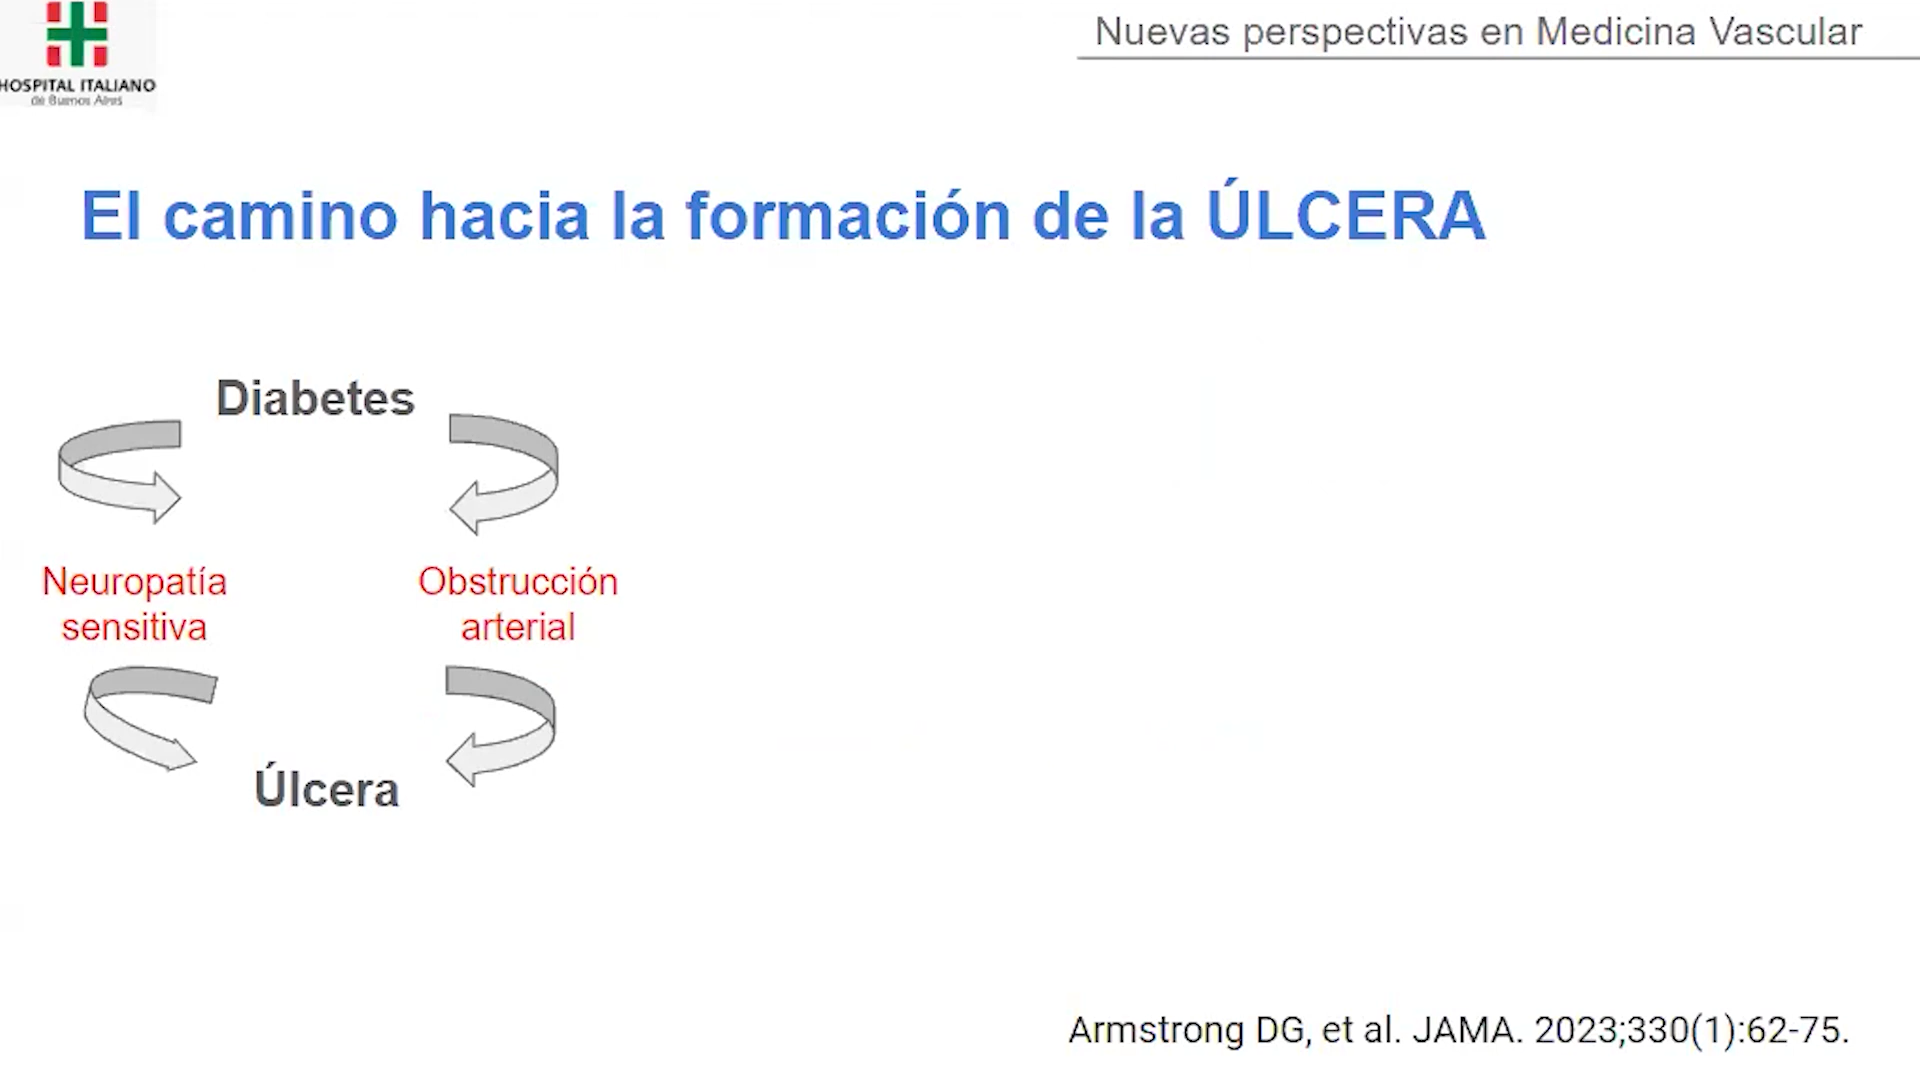 HOSPITAL ITALIANO
de Buenos Aires
Nuevas perspectivas en Medicina Vascular
El camino hacia la formación de la ÚLCERA
Diabetes
Neuropatía
sensitiva
Obstrucción
arterial
Úlcera
Armstrong DG, et al. JAMA. 2023;330(1):62-75.